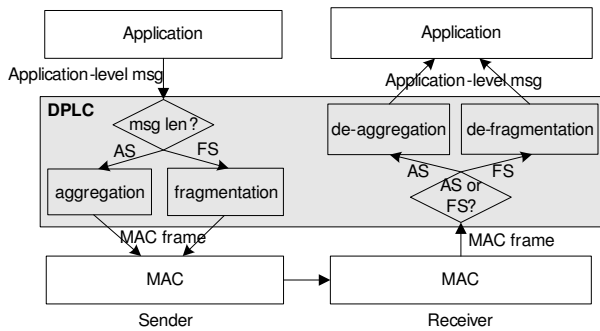 Application
Application
Application-level msg
Application-level msg
DPLC
msg len?
de-aggregation
de-fragmentation
AS
FS
AS
FS
aggregation
fragmentation
AS or
FS?
MAC frame
MAC frame
MAC
MAC
Sender
Receiver